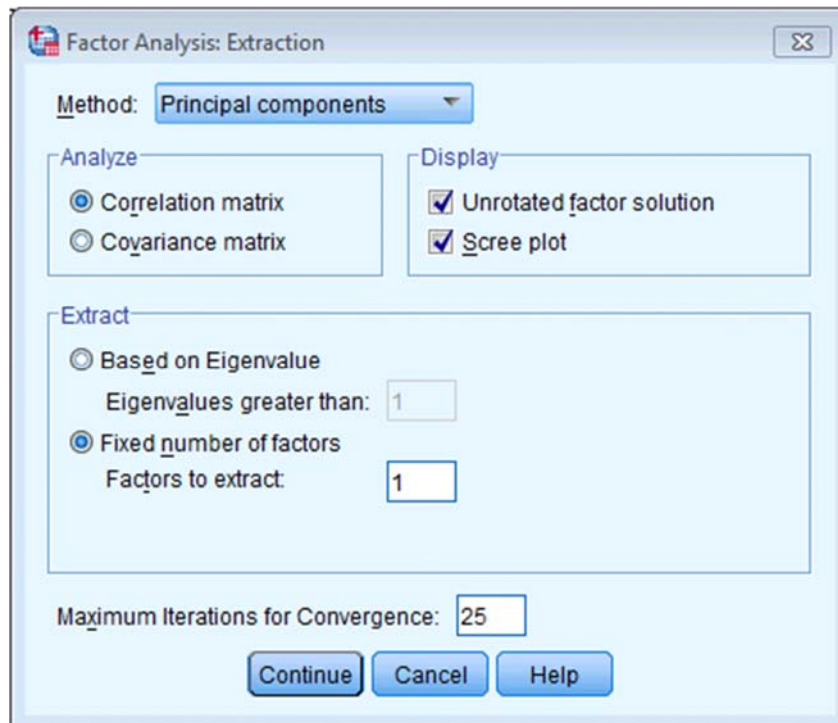 Factor Analysis: Extraction
Method: Principal components
Analyze
Correlation matrix
Covariance matrix
Display
Unrotated factor solution
Scree plot
Extract
Based on Eigenvalue
Eigenvalues greater than: 1
Fixed number of factors
Factors to extract: 1
Maximum Iterations for Convergence: 25
Continue Cancel Help